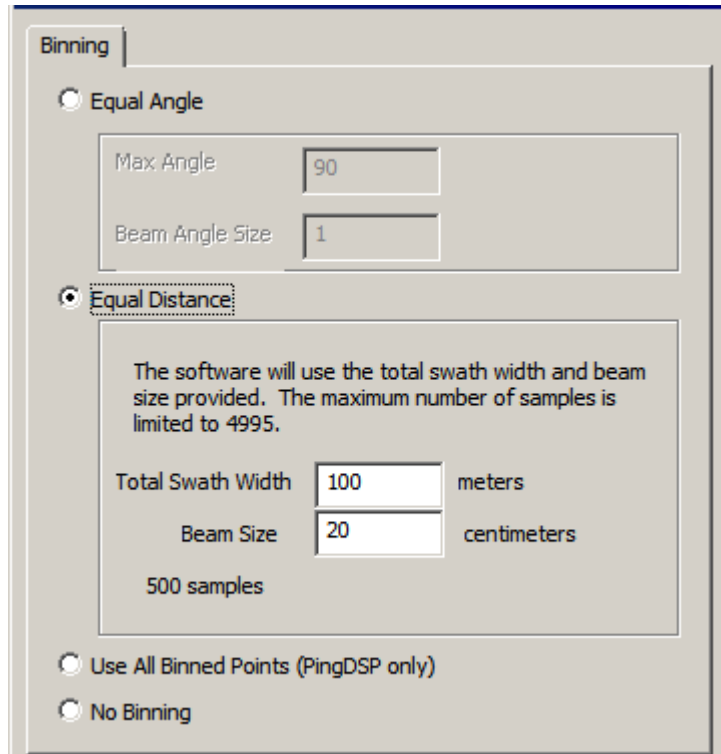 Binning
Equal Angle
Max Angle 90
Beam Angle Size 1
Equal Distance
The software will use the total swath width and beam
size provided. The maximum number of samples is
limited to 4995.
Total Swath Width 100 meters
Beam Size 20 centimeters
500 samples
Use All Binned Points (PingDSP only)
No Binning